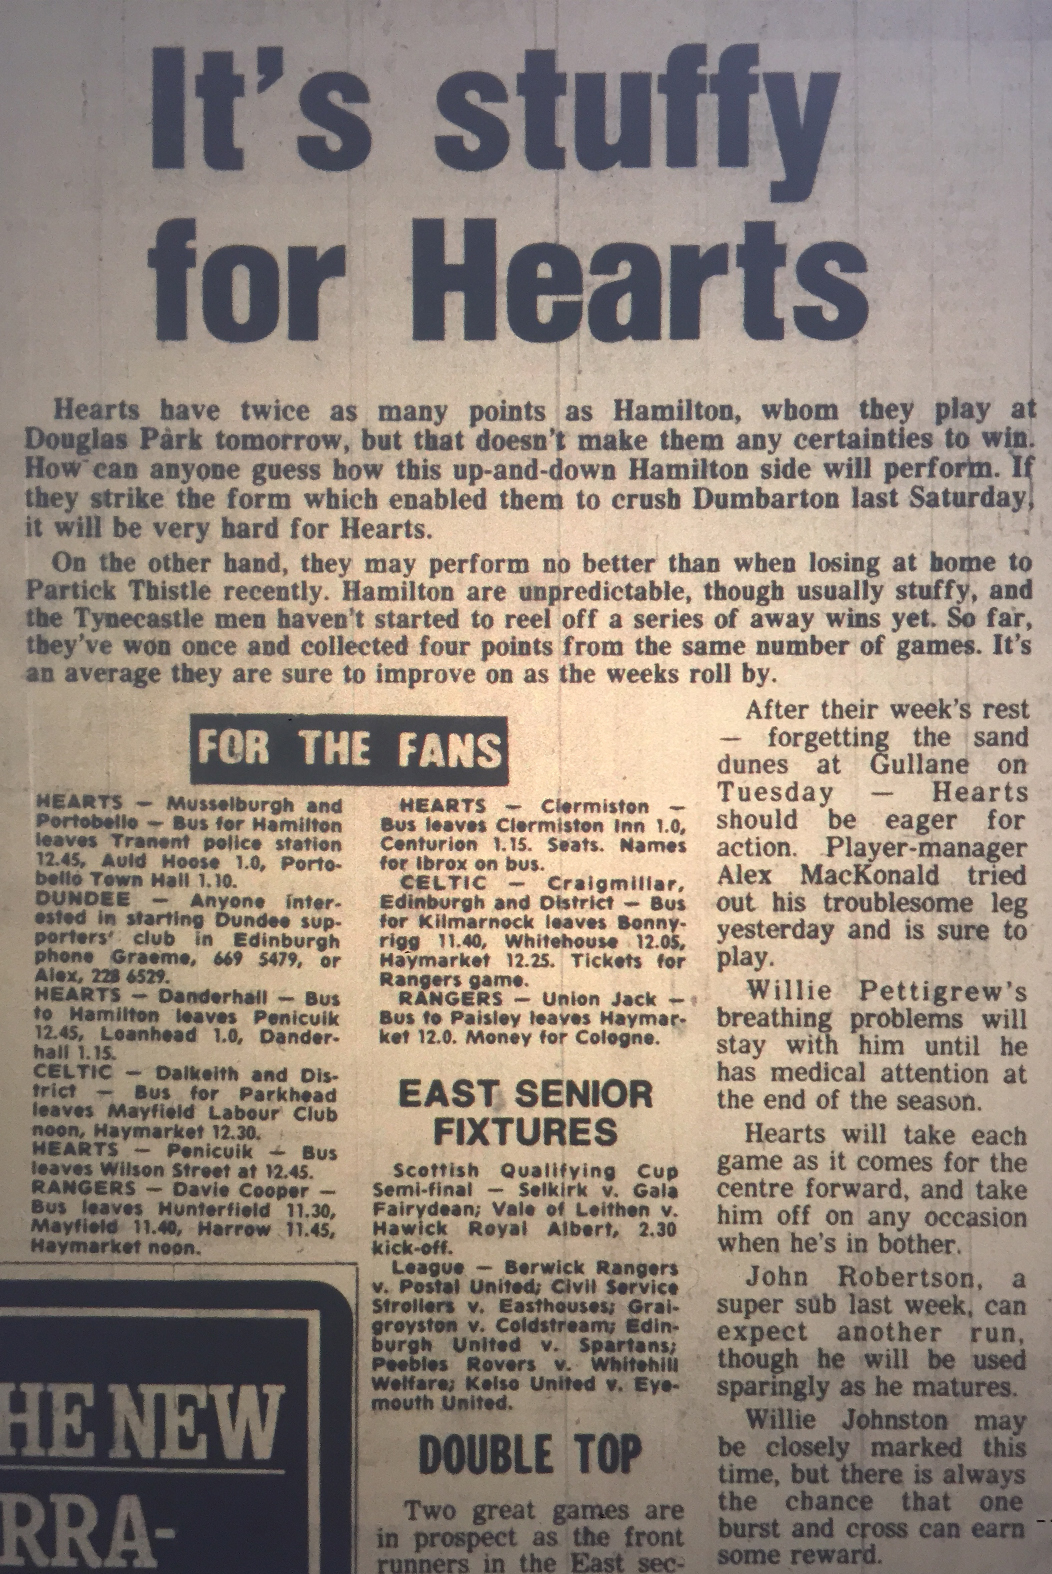 It's stuffy
for Hearts
Hearts have twice as many points as Hamilton, whom they play at
Douglas Park tomorrow, but that doesn't make them any certainties to win.
How can anyone guess how this up-and-down Hamilton side will perform. If
they strike the form which enabled them to crush Dumbarton last Saturday,
it will be very hard for Hearts.
On the other hand, they may perform no better than when losing at home to
Partick Thistle recently. Hamilton are unpredictable, though usually stuffy, and
the Tynecastle men haven't started to reel off a series of away wins yet. So far,
they've won once and collected four points from the same number of games. It's
an average they are sure to improve on as the weeks roll by.
FOR THE FANS
HEARTS — Musselburgh and
Portobello — Bus for Hamilton
leaves Tranent police station
12.45, Auld Hoose 1.0, Porto-
bello Town Hall 1.10.
DUNDEE — Anyone inter-
ested in starting Dundee sup-
porters' club in Edinburgh
phone Graeme, 669 5479, or
Alex, 228 6529.
HEARTS — Danderhall — Bus
to Hamilton leaves Penicuik
12.45, Loanhead 1.0, Dander-
hall 1.15.
CELTIC — Dalkeith and Dis-
trict — Bus for Parkhead
leaves Mayfield Labour Club
noon, Haymarket 12.30.
HEARTS — Penicuik — Bus
leaves Wilson Street at 12.45.
RANGERS — Davie Cooper —
Bus leaves Hunterfield 11.30,
Mayfield 11.40, Harrow 11.45,
Haymarket noon.
HEARTS — Clermiston —
Bus leaves Clermiston Inn 1.0,
Centurion 1.15. Seats. Names
for Ibrox on bus.
CELTIC — Craigmillar,
Edinburgh and District — Bus
for Kilmarnock leaves Bonny-
rigg 11.40, Whitehouse 12.05,
Haymarket 12.25. Tickets for
Rangers game.
RANGERS — Union Jack —
Bus to Paisley leaves Haymar-
ket 12.0. Money for Cologne.
EAST SENIOR
FIXTURES
Scottish Qualifying Cup
Semi-final — Selkirk v. Gala
Fairydean; Vale of Leithen v.
Hawick Royal Albert, 2.30
kick-off.
League — Berwick Rangers
v. Postal United; Civil Service
Strollers v. Easthouses; Grai-
groyston v. Coldstream; Edin-
burgh United v. Spartans;
Peebles Rovers v. Whitehill
Welfare; Kelso United v. Eye-
mouth United.
DOUBLE TOP
Two great games are
in prospect as the front
runners in the East sec-
After their week's rest
— forgetting the sand
dunes at Gullane on
Tuesday — Hearts
should be eager for
action. Player-manager
Alex MacKonald tried
out his troublesome leg
yesterday and is sure to
play.
Willie Pettigrew's
breathing problems will
stay with him until he
has medical attention at
the end of the season.
Hearts will take each
game as it comes for the
centre forward, and take
him off on any occasion
when he's in bother.
John Robertson, a
super sub last week, can
expect another run,
though he will be used
sparingly as he matures.
Willie Johnston may
be closely marked this
time, but there is always
the chance that one
burst and cross can earn
some reward.
HE NEW
RRA-